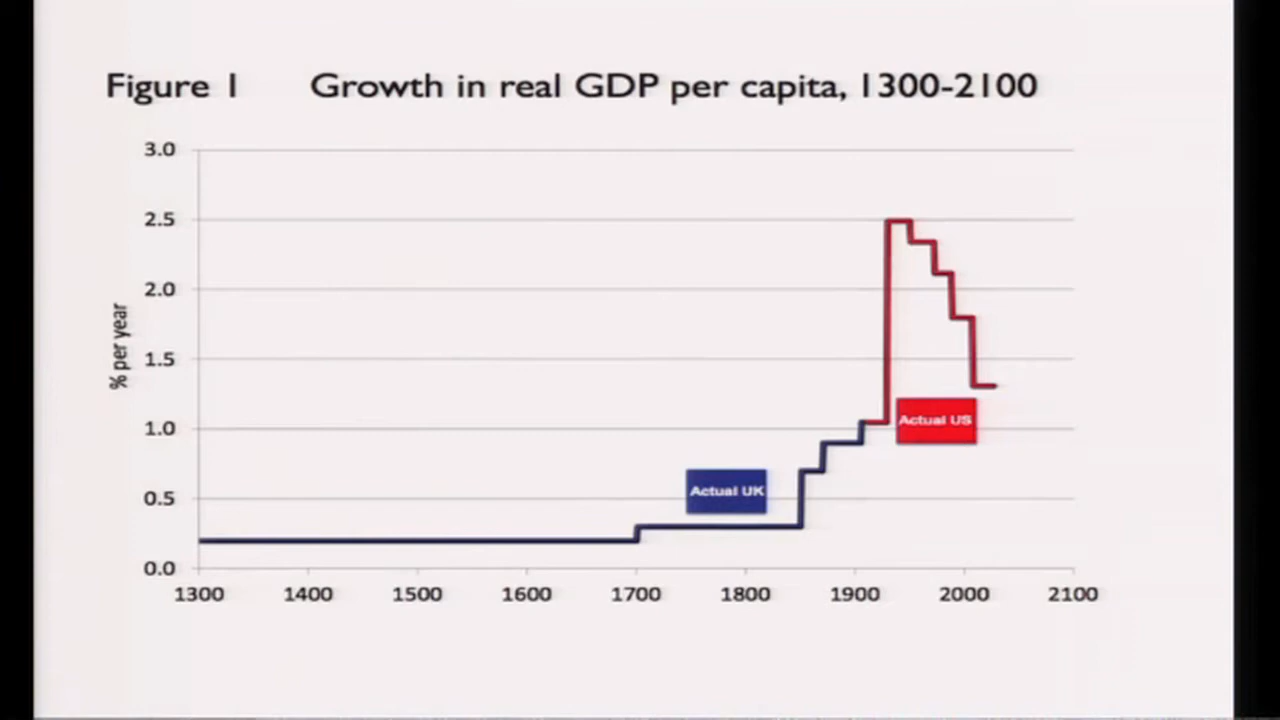 Figure 1 Growth in real GDP per capita, 1300-2100
3.0
2.5
2.0
1.5
1.0
0.5
0.0
% per year
Actual US
Actual UK
1300 1400 1500 1600 1700 1800 1900 2000 2100